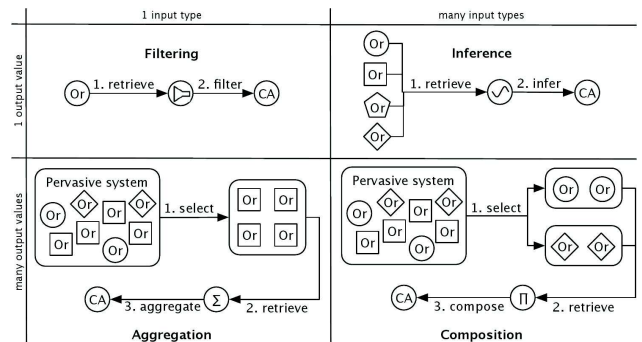 1 input type
many input types
1 output value
Filtering
Or
1. retrieve
2. filter
CA
Inference
Or
Or
Or
Or
1. retrieve
2. infer
CA
many output values
Pervasive system
Or
Or
Or
Or
Or
Or
Or
Or
1. select
Or
Or
Or
Or
CA
3. aggregate
Σ
2. retrieve
Aggregation
Pervasive system
Or
Or
Or
Or
Or
Or
Or
Or
1. select
Or
Or
Or
Or
CA
3. compose
Π
2. retrieve
Composition